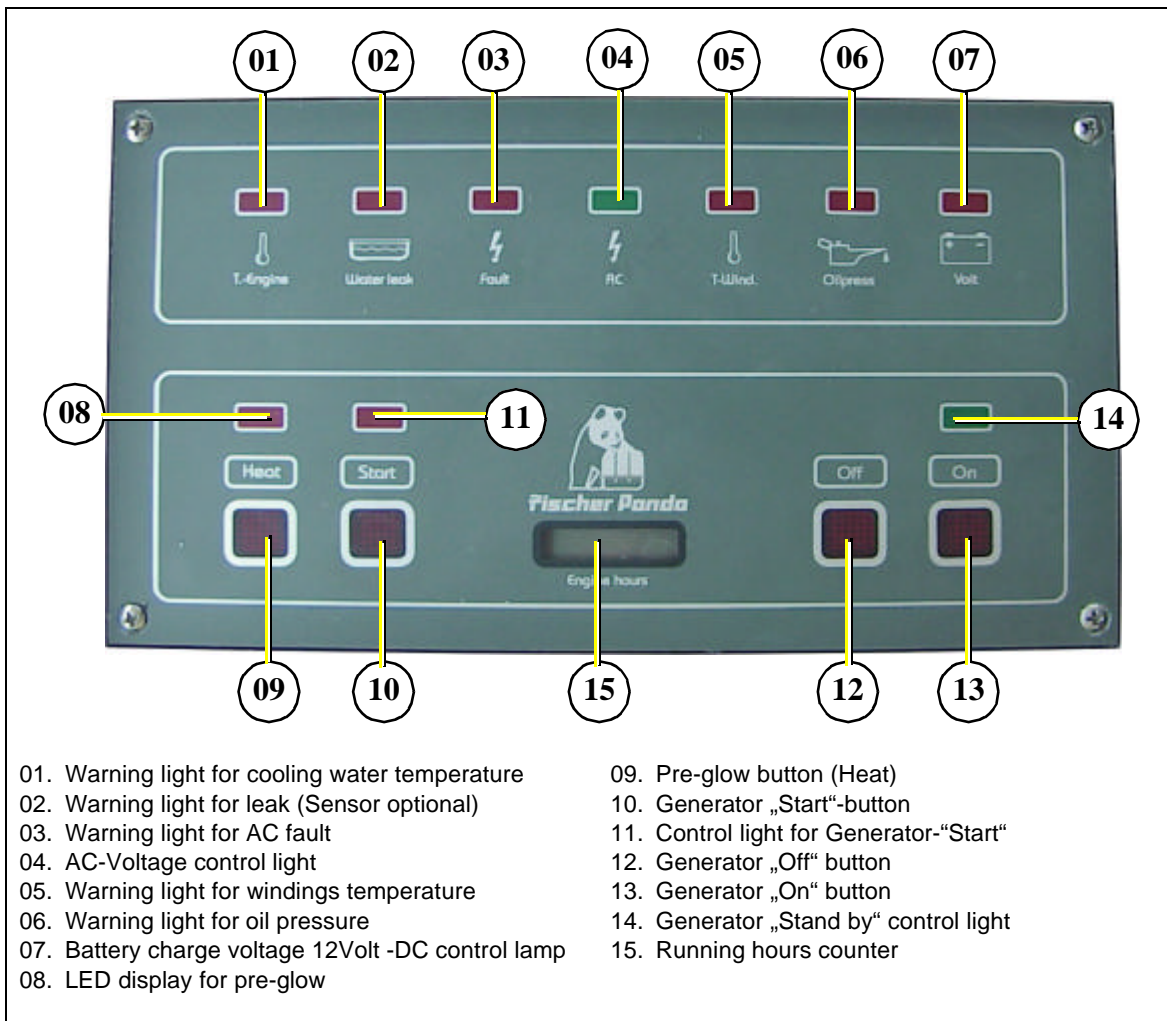 01 02 03 04 05 06 07
T.-Engine Water leak Fault AC T-Wind. Oilpress Volt
08 11 14
Heat Start Off On
Fischer Panda
Engine hours
09 10 15 12 13
01. Warning light for cooling water temperature
02. Warning light for leak (Sensor optional)
03. Warning light for AC fault
04. AC-Voltage control light
05. Warning light for windings temperature
06. Warning light for oil pressure
07. Battery charge voltage 12Volt -DC control lamp
08. LED display for pre-glow
09. Pre-glow button (Heat)
10. Generator „Start“-button
11. Control light for Generator-“Start“
12. Generator „Off“ button
13. Generator „On“ button
14. Generator „Stand by“ control light
15. Running hours counter